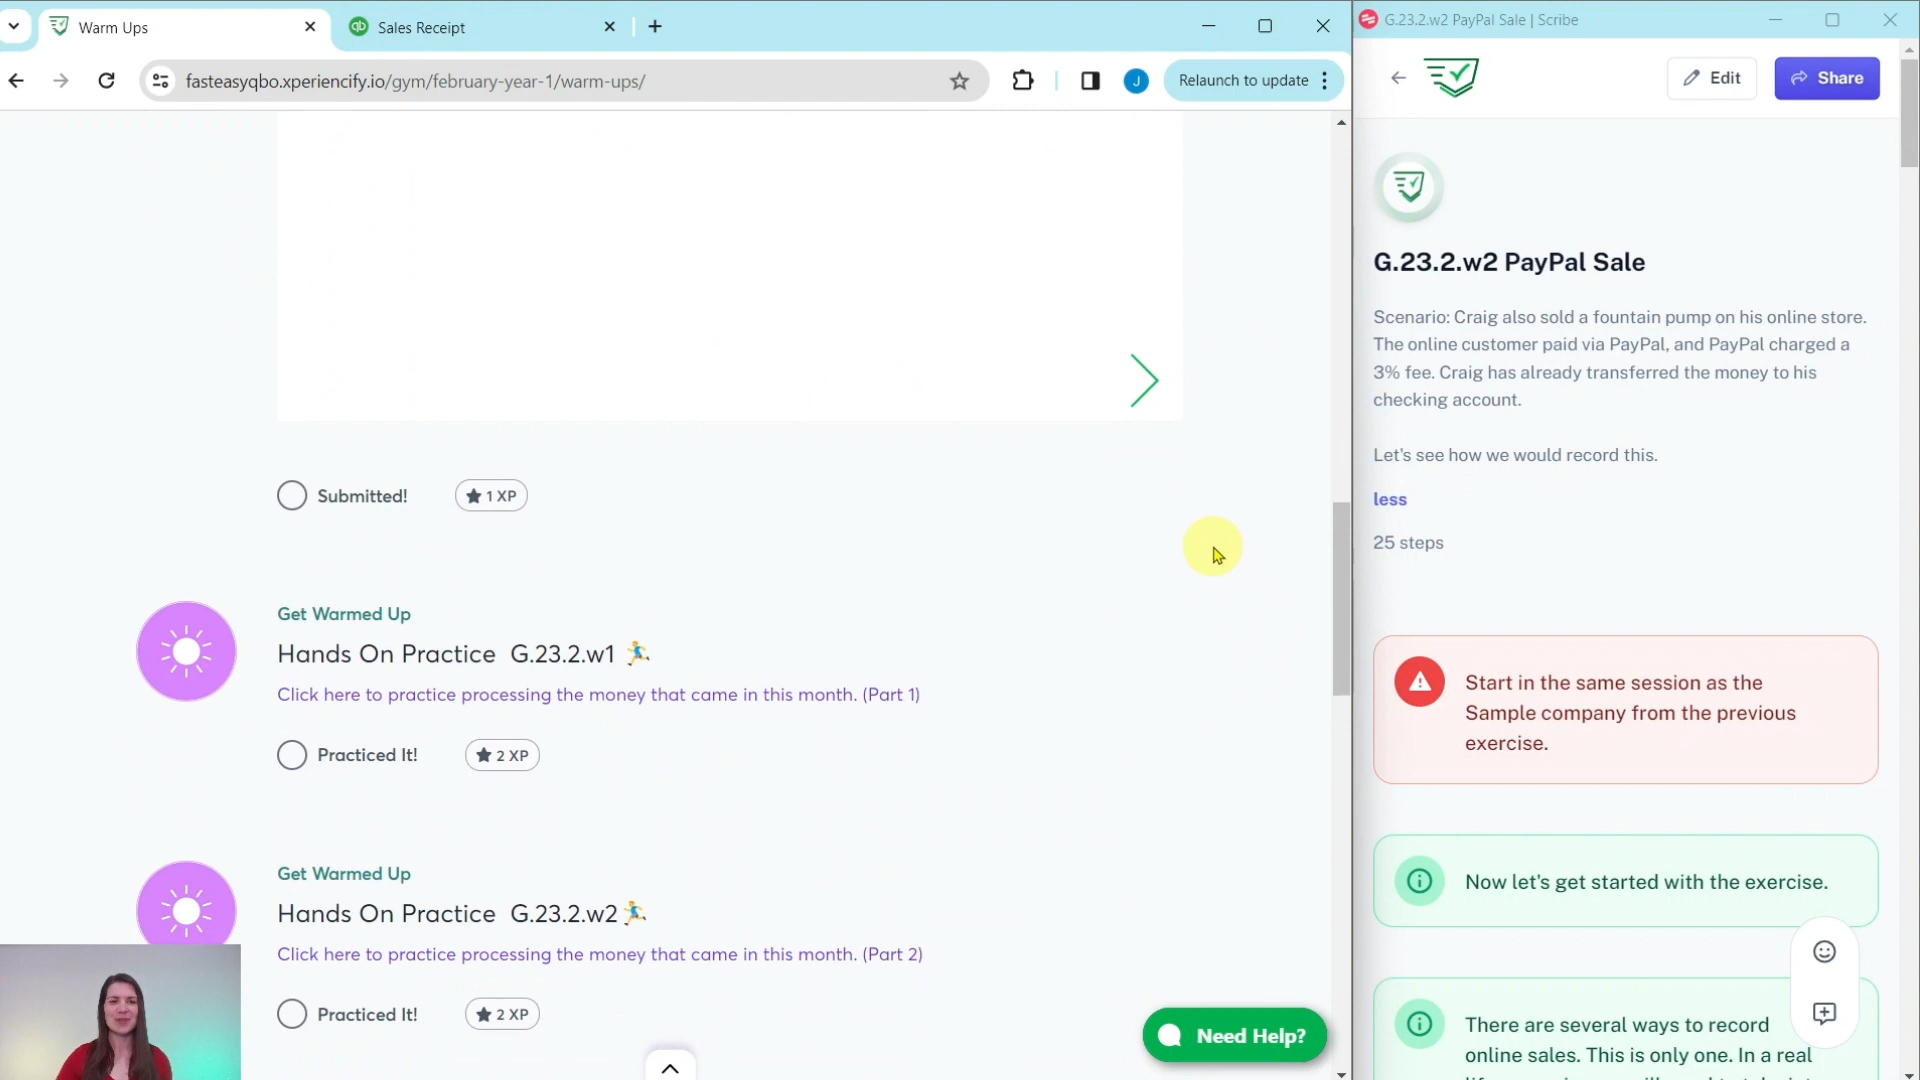 Warm Ups
Sales Receipt
fasteasyqbo.xperiencify.io/gym/february-year-1/warm-ups/
J
Relaunch to update
Submitted!
1 XP
Get Warmed Up
Hands On Practice G.23.2.w1
Click here to practice processing the money that came in this month. (Part 1)
Practiced It!
2 XP
Get Warmed Up
Hands On Practice G.23.2.w2
Click here to practice processing the money that came in this month. (Part 2)
Practiced It!
2 XP
Need Help?
G.23.2.w2 PayPal Sale | Scribe
Edit
Share
G.23.2.w2 PayPal Sale
Scenario: Craig also sold a fountain pump on his online store.
The online customer paid via PayPal, and PayPal charged a
3% fee. Craig has already transferred the money to his
checking account.
Let's see how we would record this.
less
25 steps
Start in the same session as the
Sample company from the previous
exercise.
Now let's get started with the exercise.
There are several ways to record
online sales. This is only one. In a real